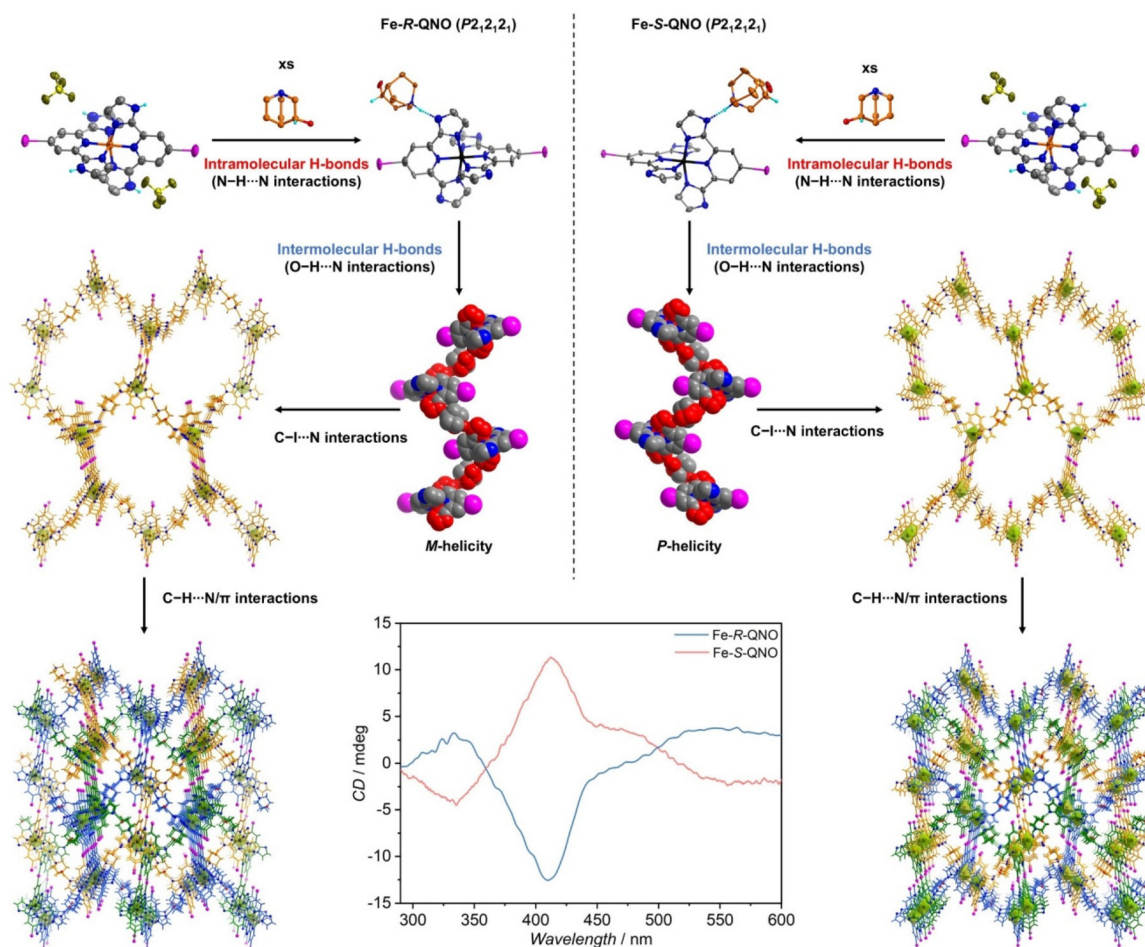 Fe-R-QNO (P2₁2₁2₁)
Fe-S-QNO (P2₁2₁2₁)
xs
xs
Intramolecular H-bonds
(N−H···N interactions)
Intramolecular H-bonds
(N−H···N interactions)
Intermolecular H-bonds
(O−H···N interactions)
Intermolecular H-bonds
(O−H···N interactions)
C−I···N interactions
C−I···N interactions
M-helicity
P-helicity
C−H···N/π interactions
C−H···N/π interactions
15
10
5
0
-5
-10
-15
CD / mdeg
Fe-R-QNO
Fe-S-QNO
300
350
400
450
500
550
600
Wavelength / nm